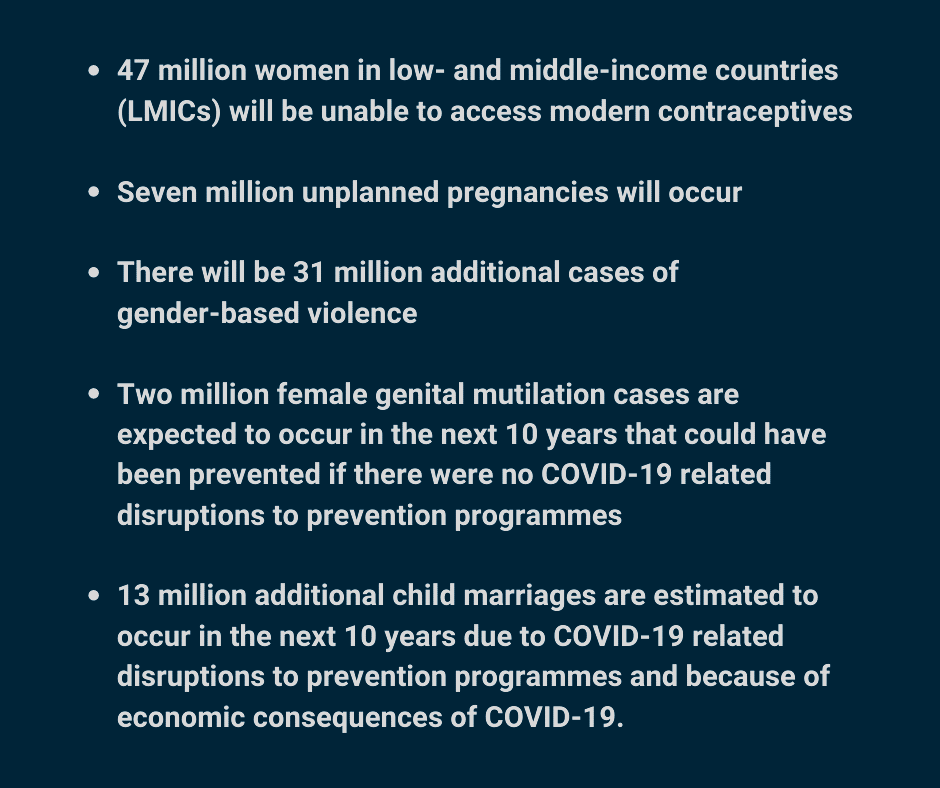 • 47 million women in low- and middle-income countries
(LMICs) will be unable to access modern contraceptives
• Seven million unplanned pregnancies will occur
• There will be 31 million additional cases of
gender-based violence
• Two million female genital mutilation cases are
expected to occur in the next 10 years that could have
been prevented if there were no COVID-19 related
disruptions to prevention programmes
• 13 million additional child marriages are estimated to
occur in the next 10 years due to COVID-19 related
disruptions to prevention programmes and because of
economic consequences of COVID-19.